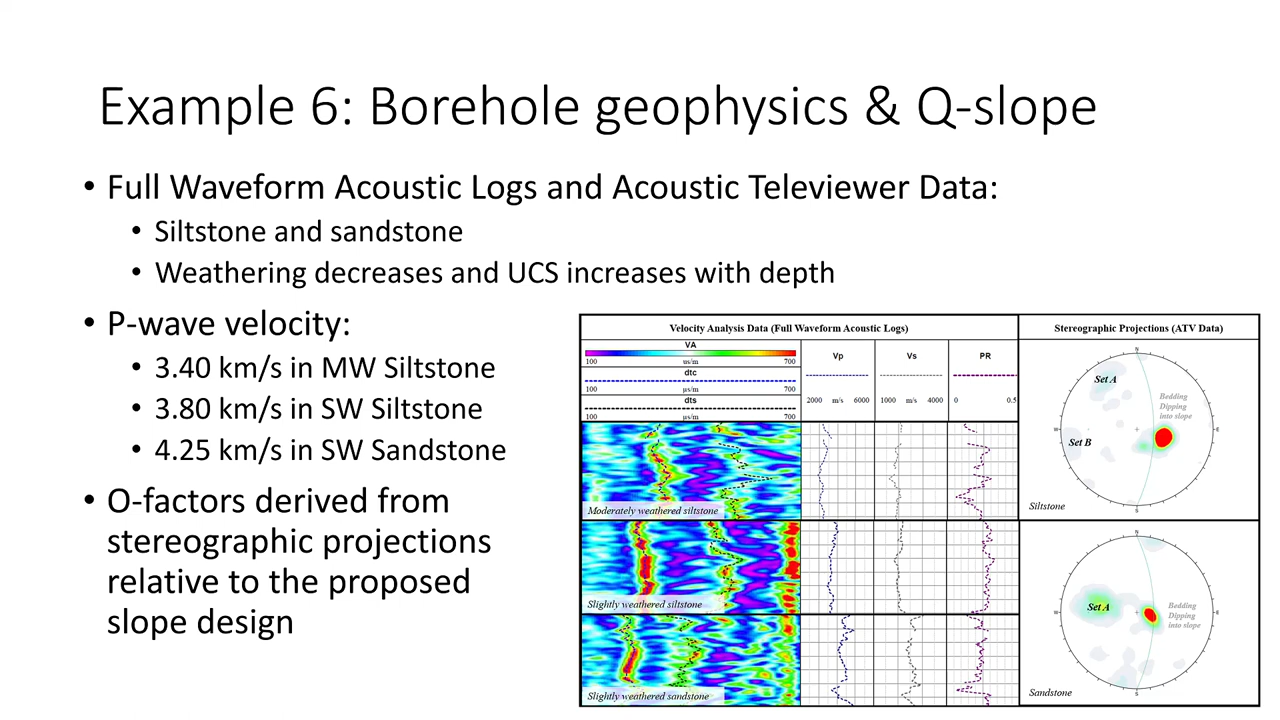 Example 6: Borehole geophysics & Q-slope
• Full Waveform Acoustic Logs and Acoustic Televiewer Data:
• Siltstone and sandstone
• Weathering decreases and UCS increases with depth
• P-wave velocity:
• 3.40 km/s in MW Siltstone
• 3.80 km/s in SW Siltstone
• 4.25 km/s in SW Sandstone
• O-factors derived from
stereographic projections
relative to the proposed
slope design
Velocity Analysis Data (Full Waveform Acoustic Logs)
Stereographic Projections (ATV Data)
VA
100 us/m 700
dtc
100 µs/m 700
dts
100 µs/m 700
Vp
2000 m/s 6000
Vs
1000 m/s 4000
PR
0 0.5
Moderately weathered siltstone
Slightly weathered siltstone
Slightly weathered sandstone
N
Set A
Bedding
Dipping
into slope
W
E
Set B
S
Siltstone
N
Set A
Bedding
Dipping
into slope
W
E
S
Sandstone